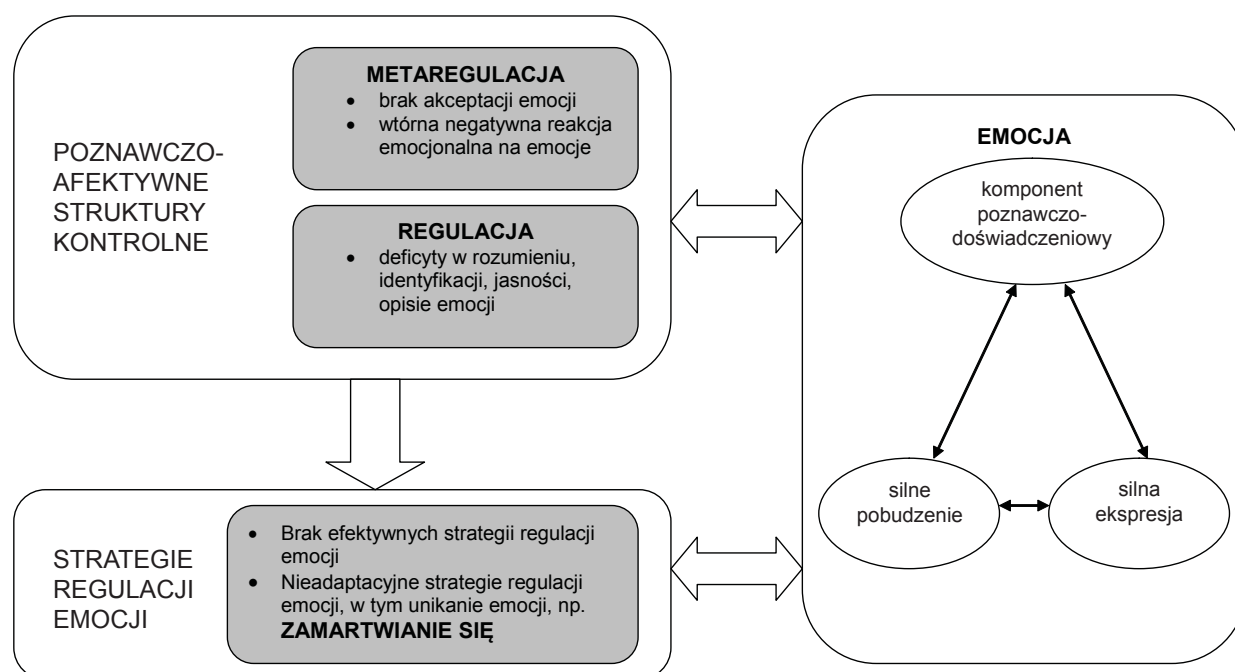 POZNAWCZO-
AFEKTYWNE
STRUKTURY
KONTROLNE
METAREGULACJA
• brak akceptacji emocji
• wtórna negatywna reakcja
emocjonalna na emocje
REGULACJA
• deficyty w rozumieniu,
identyfikacji, jasności,
opisie emocji
STRATEGIE
REGULACJI
EMOCJI
• Brak efektywnych strategii regulacji
emocji
• Nieadaptacyjne strategie regulacji
emocji, w tym unikanie emocji, np.
ZAMARTWIANIE SIĘ
EMOCJA
komponent
poznawczo-
doświadczeniowy
silne
pobudzenie
silna
ekspresja